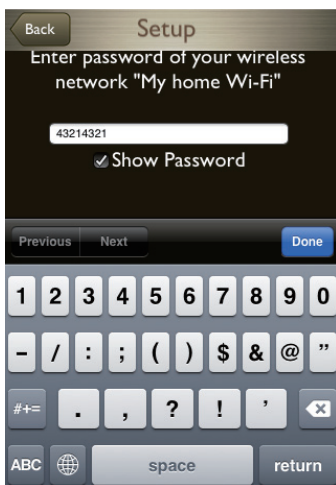 Back Setup
Enter password of your wireless
network "My home Wi-Fi"
43214321
Show Password
Previous Next Done
1 2 3 4 5 6 7 8 9 0
- / : ; ( ) $ & @ ”
#+= . , ? ! ’
ABC space return